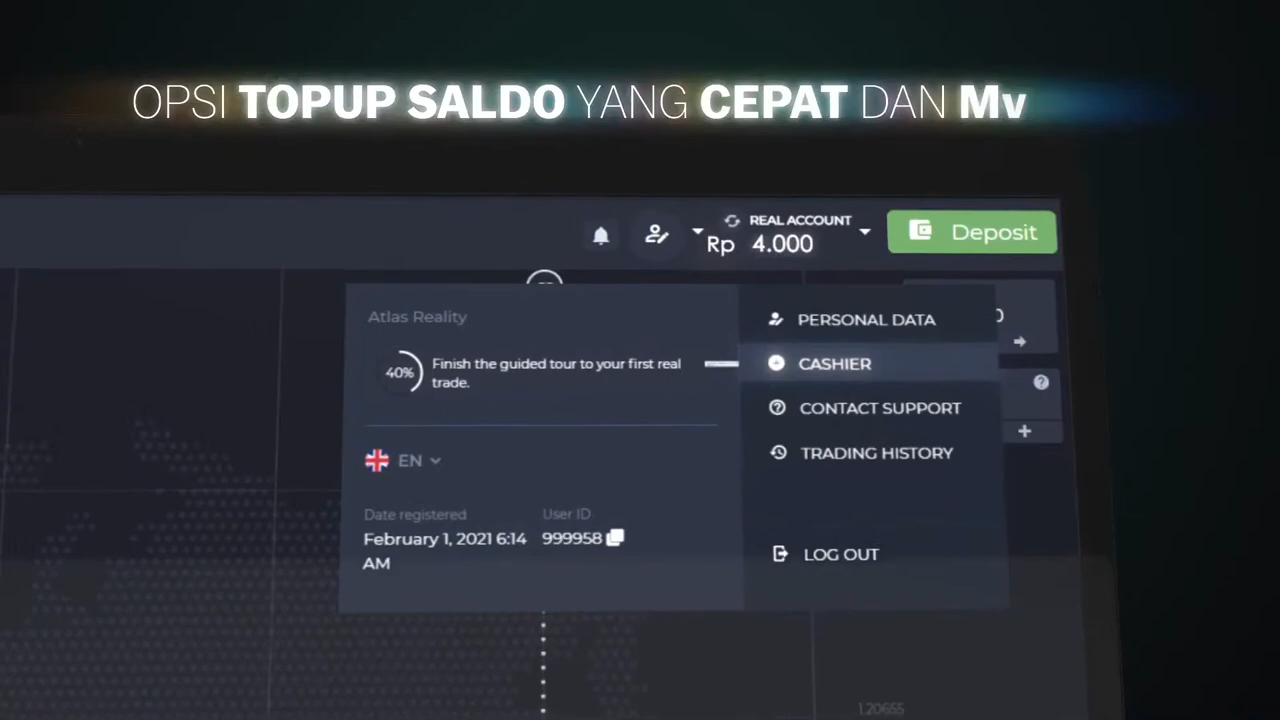 OPSI TOPUP SALDO YANG CEPAT DAN Mv
REAL ACCOUNT
Rp 4.000
Deposit
Atlas Reality
40%
Finish the guided tour to your first real
trade.
EN
Date registered
User ID
February 1, 2021 6:14
AM
999958
PERSONAL DATA
CASHIER
CONTACT SUPPORT
TRADING HISTORY
LOG OUT
1.20655